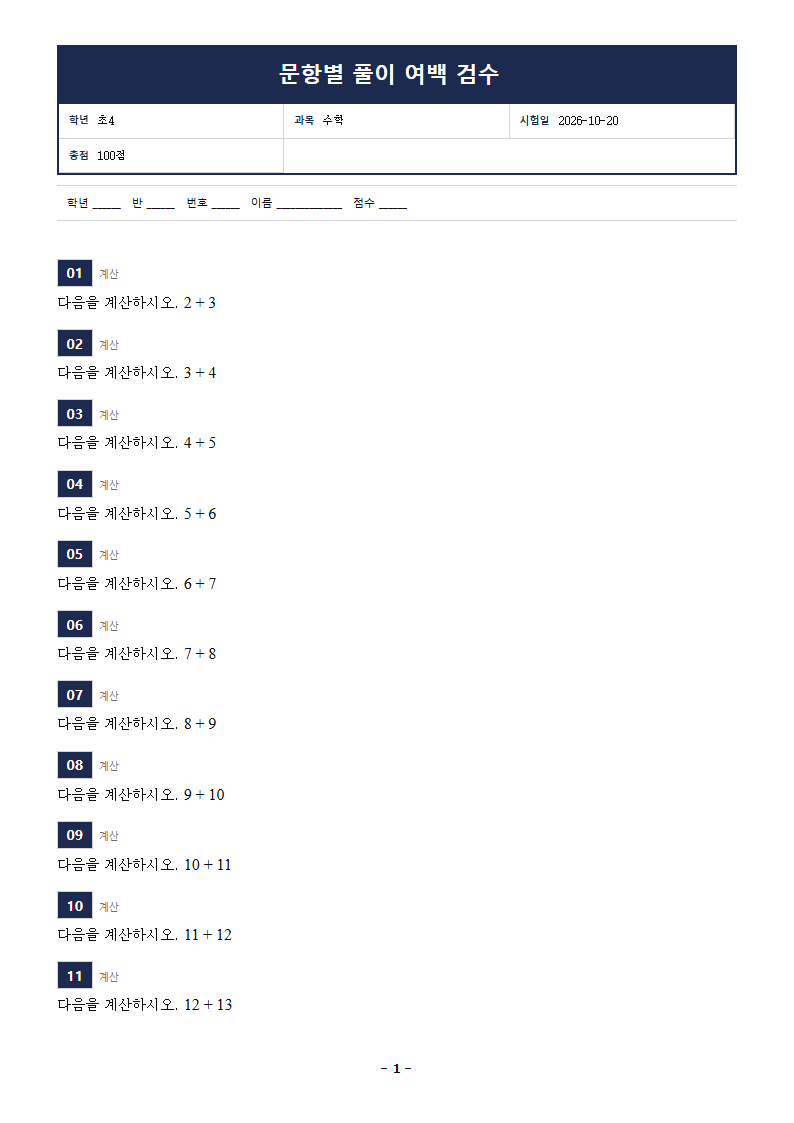 문항별 풀이 여백 검수
학년 초4 과목 수학 시험일 2026-10-20
총점 100점
학년 ______ 반 ______ 번호 ______ 이름 ______________ 점수 ______
01 계산
다음을 계산하시오. 2 + 3
02 계산
다음을 계산하시오. 3 + 4
03 계산
다음을 계산하시오. 4 + 5
04 계산
다음을 계산하시오. 5 + 6
05 계산
다음을 계산하시오. 6 + 7
06 계산
다음을 계산하시오. 7 + 8
07 계산
다음을 계산하시오. 8 + 9
08 계산
다음을 계산하시오. 9 + 10
09 계산
다음을 계산하시오. 10 + 11
10 계산
다음을 계산하시오. 11 + 12
11 계산
다음을 계산하시오. 12 + 13
- 1 -